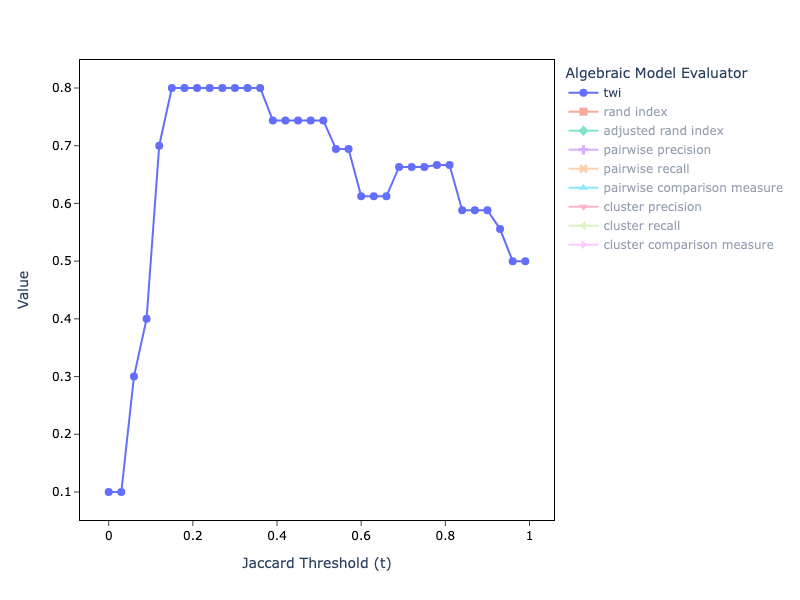 Algebraic Model Evaluator
twi
rand index
adjusted rand index
pairwise precision
pairwise recall
pairwise comparison measure
cluster precision
cluster recall
cluster comparison measure
Value
0.8
0.7
0.6
0.5
0.4
0.3
0.2
0.1
0 0.2 0.4 0.6 0.8 1
Jaccard Threshold (t)